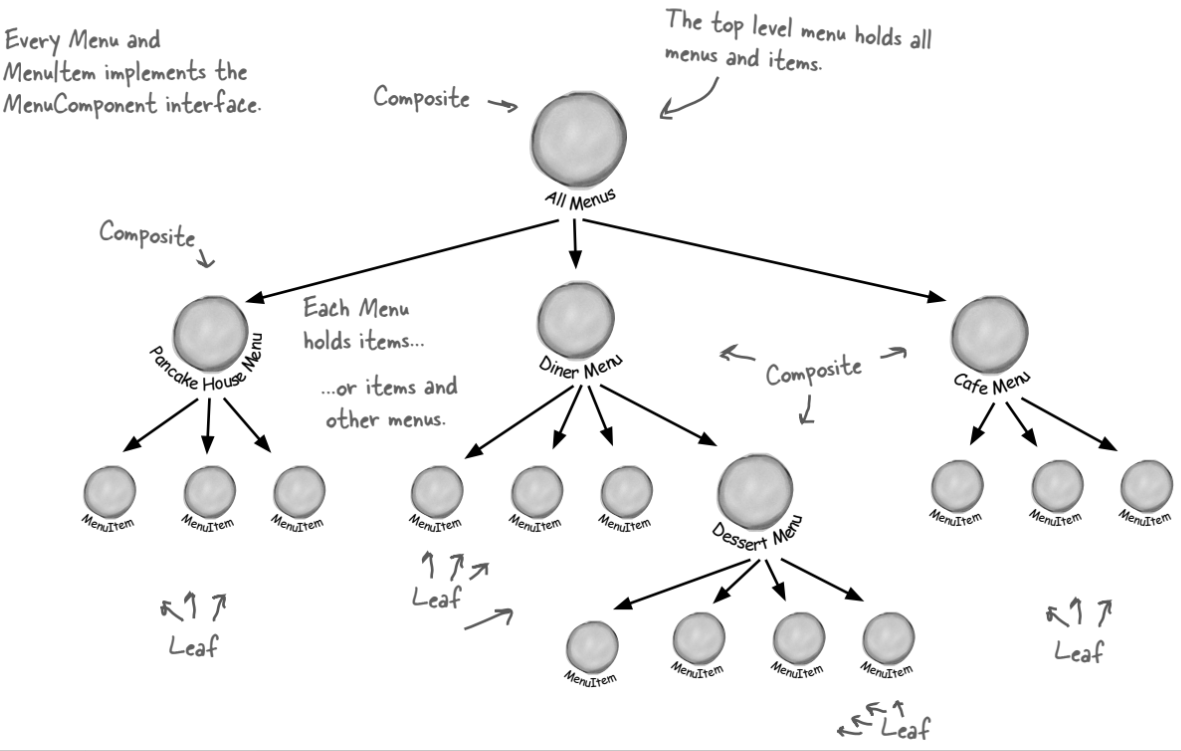 Every Menu and
MenuItem implements the
MenuComponent interface.
The top level menu holds all
menus and items.
Composite
All Menus
Composite
Pancake House Menu
Each Menu
holds items...
...or items and
other menus.
Diner Menu
Composite
Cafe Menu
MenuItem
MenuItem
MenuItem
MenuItem
MenuItem
MenuItem
Dessert Menu
MenuItem
MenuItem
MenuItem
Leaf
Leaf
Leaf
MenuItem
MenuItem
MenuItem
MenuItem
Leaf